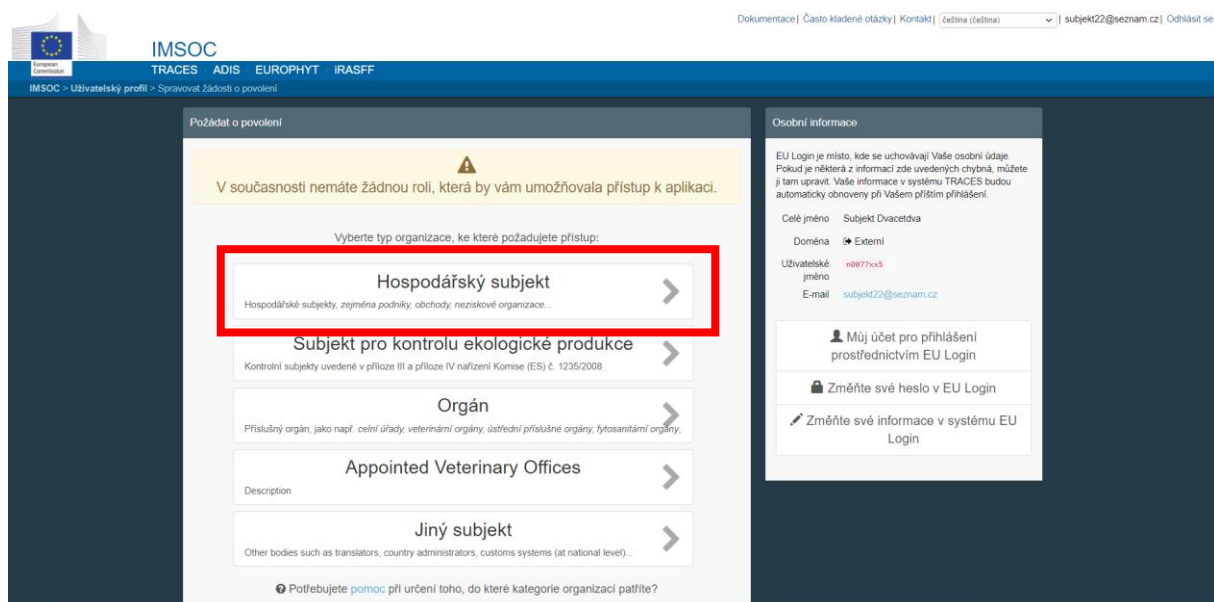 Dokumentace| Často kladené otázky| Kontakt| čeština (čeština) | subjekt22@seznam.cz| Odhlásit se
European
Commission
IMSOC
TRACES · ADIS · EUROPHYT · iRASFF
IMSOC > Uživatelský profil > Spravovat žádosti o povolení
Požádat o povolení
V současnosti nemáte žádnou roli, která by vám umožňovala přístup k aplikaci.
Vyberte typ organizace, ke které požadujete přístup:
Hospodářský subjekt
Hospodářské subjekty, zejména podniky, obchody, neziskové organizace...
Subjekt pro kontrolu ekologické produkce
Kontrolní subjekty uvedené v příloze III a příloze IV nařízení Komise (ES) č. 1235/2008
Orgán
Příslušný orgán, jako např. celní úřady, veterinární orgány, ústřední příslušné orgány, fytosanitární orgány,
Appointed Veterinary Offices
Description
Jiný subjekt
Other bodies such as translators, country administrators, customs systems (at national level)...
Potřebujete pomoc při určení toho, do které kategorie organizací patříte?
Osobní informace
EU Login je místo, kde se uchovávají Vaše osobní údaje.
Pokud je některá z informací zde uvedených chybná, můžete
ji tam upravit. Vaše informace v systému TRACES budou
automaticky obnoveny při Vašem příštím přihlášení.
Celé jméno Subjekt Dvacetdva
Doména Externí
Uživatelské
jméno n0077xx5
E-mail subjekt22@seznam.cz
Můj účet pro přihlášení
prostřednictvím EU Login
Změňte své heslo v EU Login
Změňte své informace v systému EU
Login